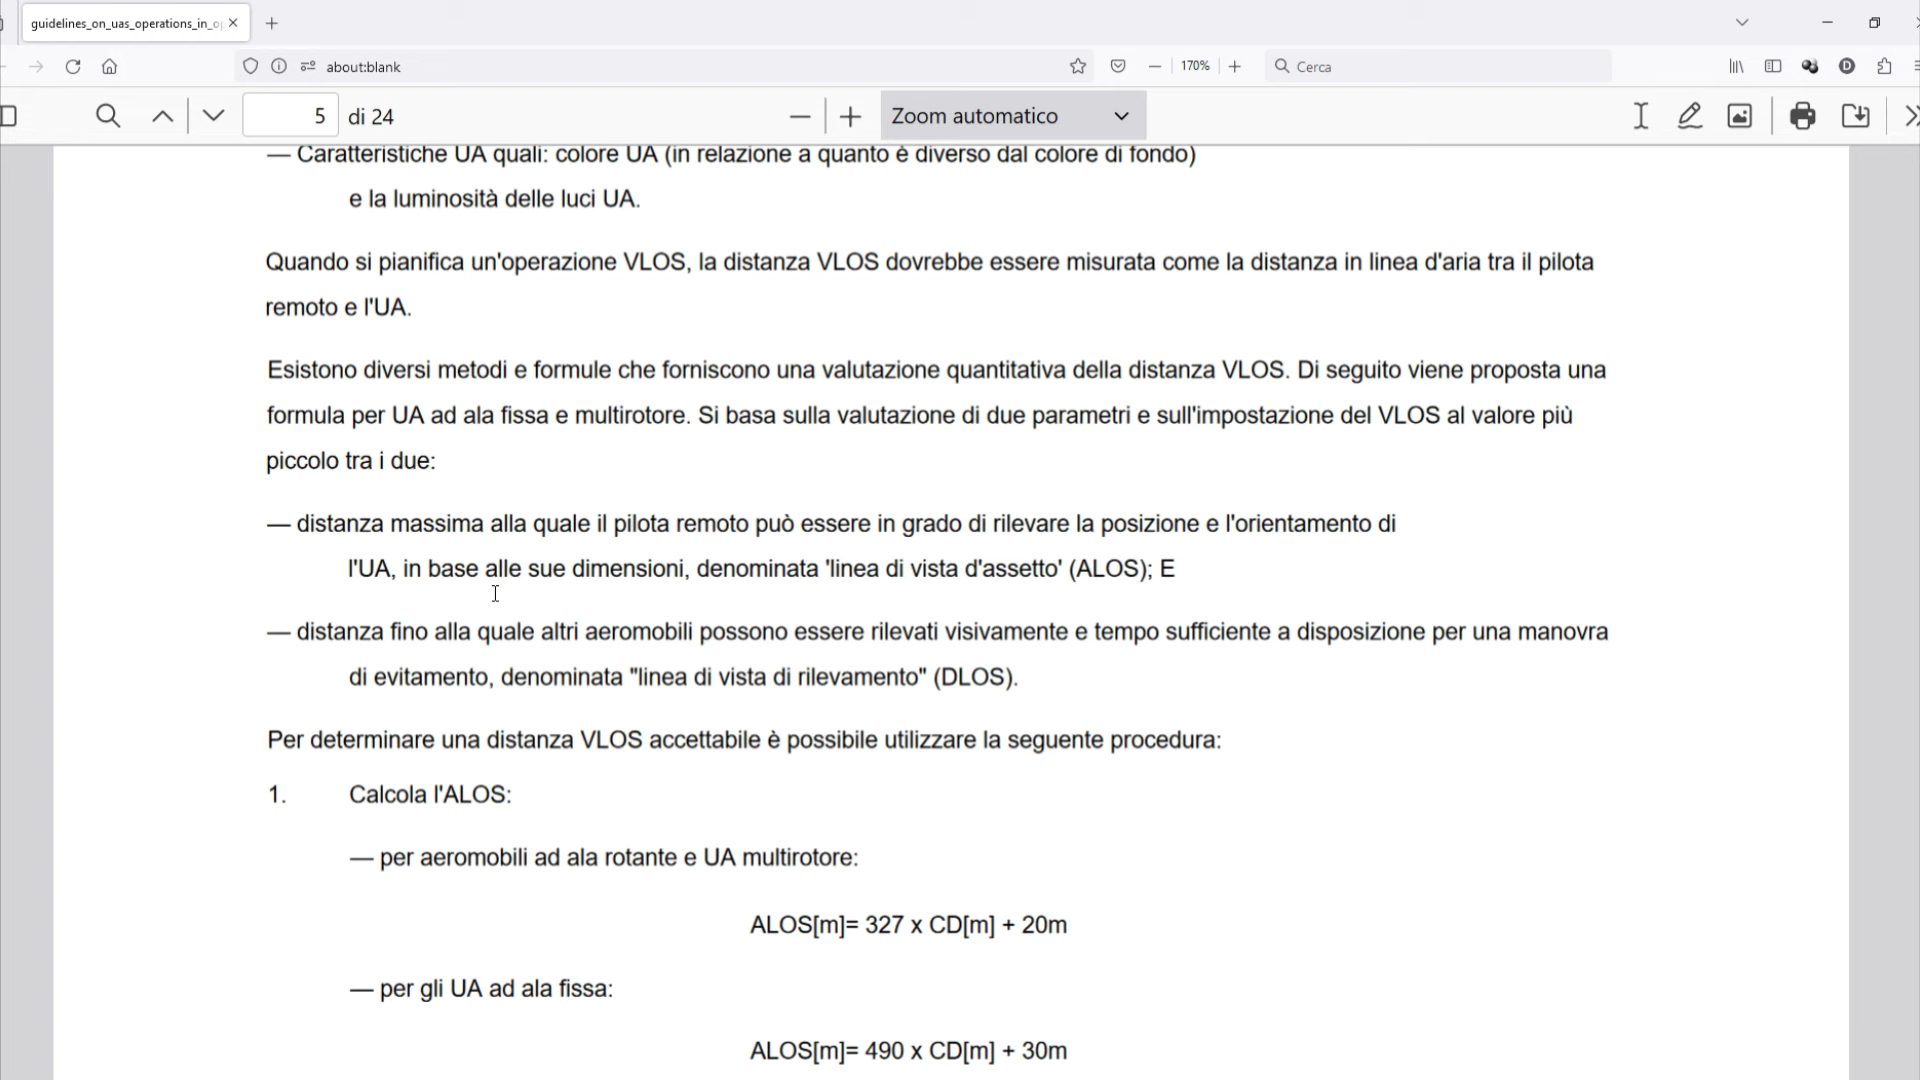 guidelines_on_uas_operations_in_o
about:blank
170%
Cerca
5 di 24
Zoom automatico
— Caratteristiche UA quali: colore UA (in relazione a quanto è diverso dal colore di fondo)
e la luminosità delle luci UA.
Quando si pianifica un'operazione VLOS, la distanza VLOS dovrebbe essere misurata come la distanza in linea d'aria tra il pilota
remoto e l'UA.
Esistono diversi metodi e formule che forniscono una valutazione quantitativa della distanza VLOS. Di seguito viene proposta una
formula per UA ad ala fissa e multirotore. Si basa sulla valutazione di due parametri e sull'impostazione del VLOS al valore più
piccolo tra i due:
— distanza massima alla quale il pilota remoto può essere in grado di rilevare la posizione e l'orientamento di
l'UA, in base alle sue dimensioni, denominata 'linea di vista d'assetto' (ALOS); E
— distanza fino alla quale altri aeromobili possono essere rilevati visivamente e tempo sufficiente a disposizione per una manovra
di evitamento, denominata "linea di vista di rilevamento" (DLOS).
Per determinare una distanza VLOS accettabile è possibile utilizzare la seguente procedura:
1. Calcola l'ALOS:
— per aeromobili ad ala rotante e UA multirotore:
ALOS[m]= 327 x CD[m] + 20m
— per gli UA ad ala fissa:
ALOS[m]= 490 x CD[m] + 30m